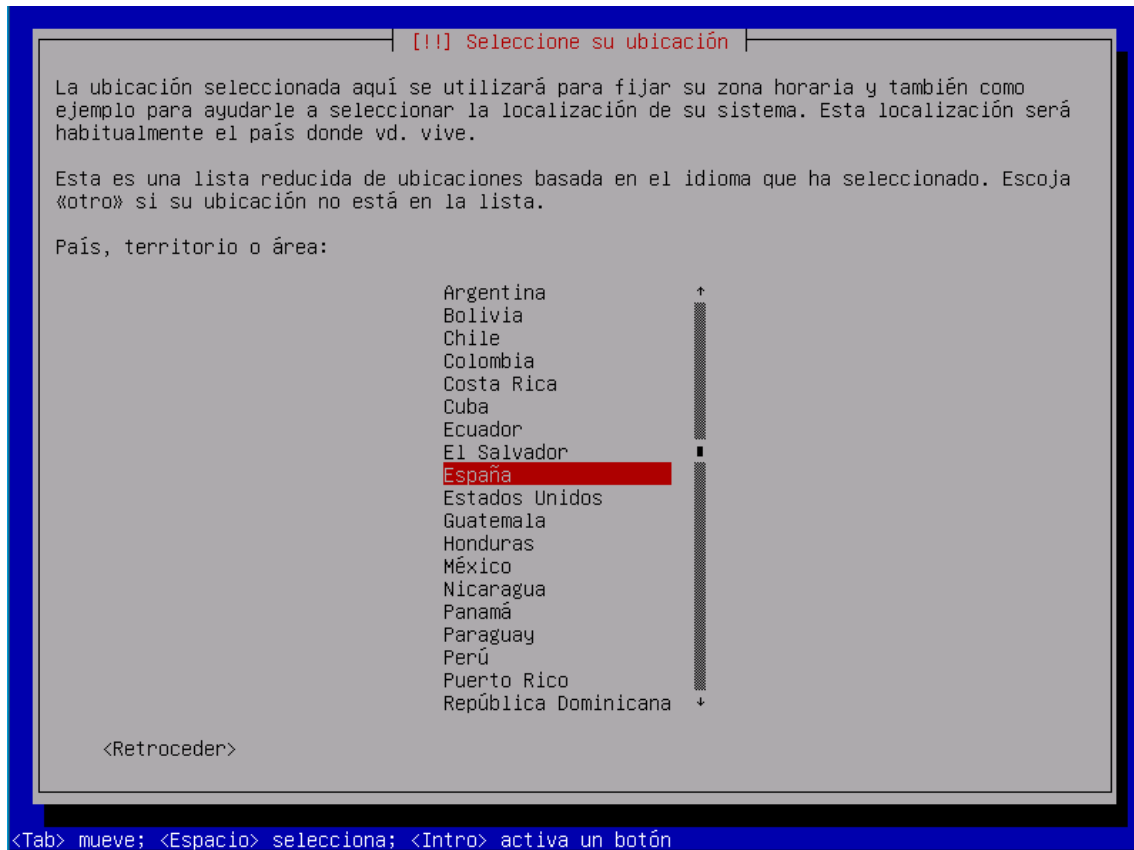 [!!] Seleccione su ubicación
La ubicación seleccionada aquí se utilizará para fijar su zona horaria y también como
ejemplo para ayudarle a seleccionar la localización de su sistema. Esta localización será
habitualmente el país donde vd. vive.
Esta es una lista reducida de ubicaciones basada en el idioma que ha seleccionado. Escoja
«otro» si su ubicación no está en la lista.
País, territorio o área:
Argentina
Bolivia
Chile
Colombia
Costa Rica
Cuba
Ecuador
El Salvador
España
Estados Unidos
Guatemala
Honduras
México
Nicaragua
Panamá
Paraguay
Perú
Puerto Rico
República Dominicana
<Retroceder>
<Tab> mueve; <Espacio> selecciona; <Intro> activa un botón